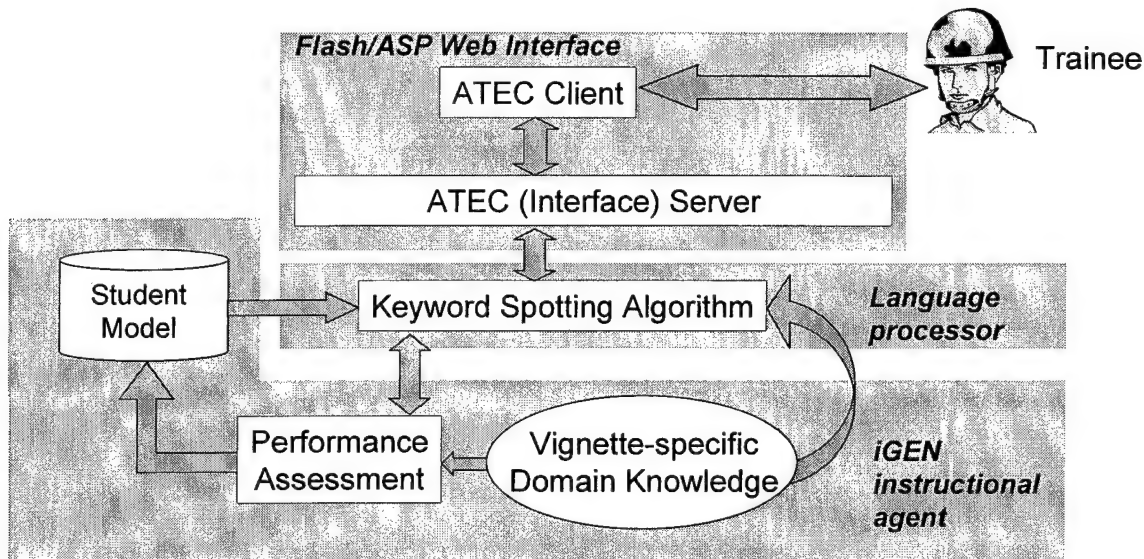 Flash/ASP Web Interface
Trainee
ATEC Client
ATEC (Interface) Server
Student
Model
Keyword Spotting Algorithm
Language
processor
Performance
Assessment
Vignette-specific
Domain Knowledge
iGEN
instructional
agent